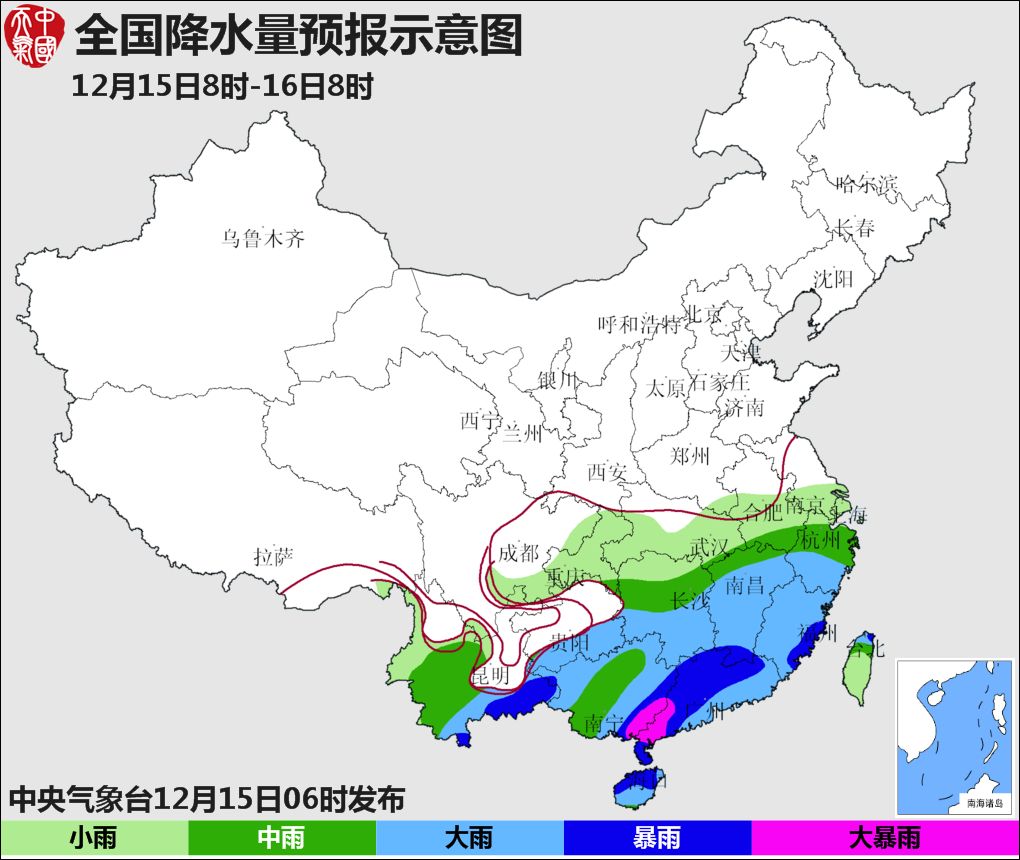 中國
天氣
全国降水量预报示意图
12月15日8时-16日8时
哈尔滨
长春
乌鲁木齐
沈阳
呼和浩特
北京
天津
银川
太原
石家庄
济南
西宁
兰州
郑州
西安
合肥
南京
上海
成都
武汉
杭州
拉萨
重庆
南昌
长沙
贵阳
福州
台北
昆明
南宁
广州
海口
南海诸岛
中央气象台12月15日06时发布
小雨 中雨 大雨 暴雨 大暴雨